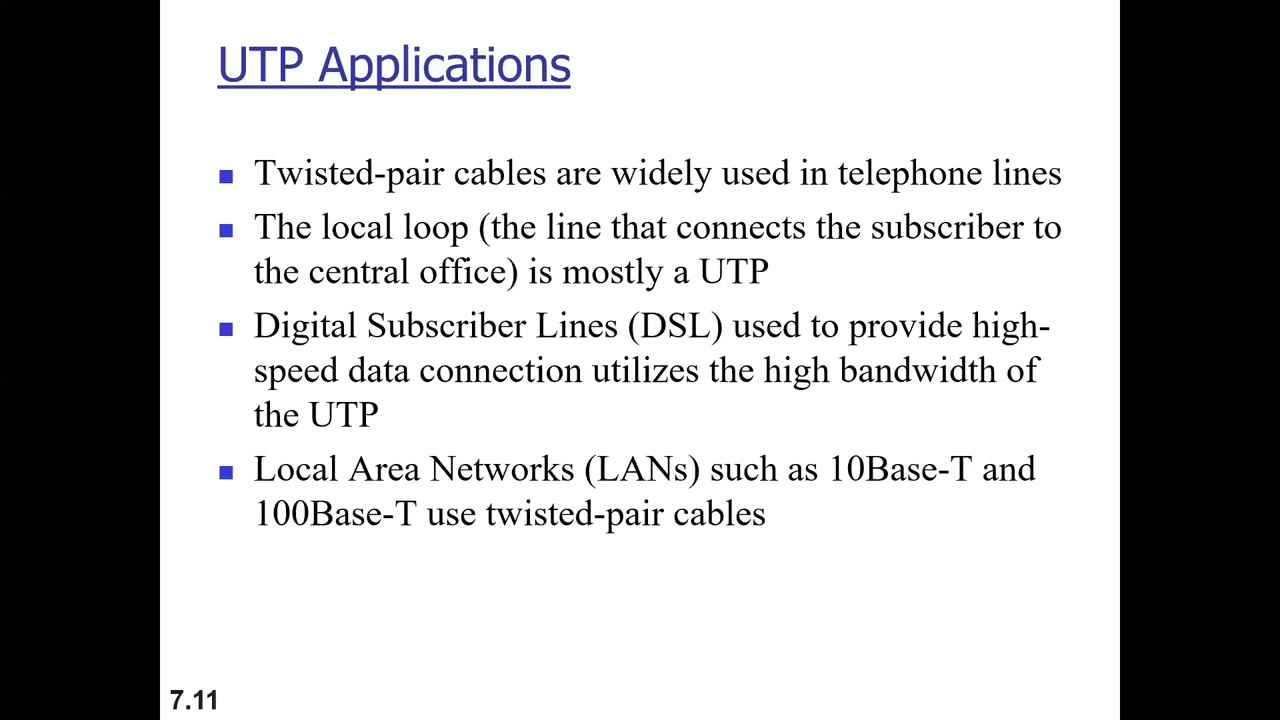 UTP Applications
Twisted-pair cables are widely used in telephone lines
The local loop (the line that connects the subscriber to
the central office) is mostly a UTP
Digital Subscriber Lines (DSL) used to provide high-
speed data connection utilizes the high bandwidth of
the UTP
Local Area Networks (LANs) such as 10Base-T and
100Base-T use twisted-pair cables
7.11